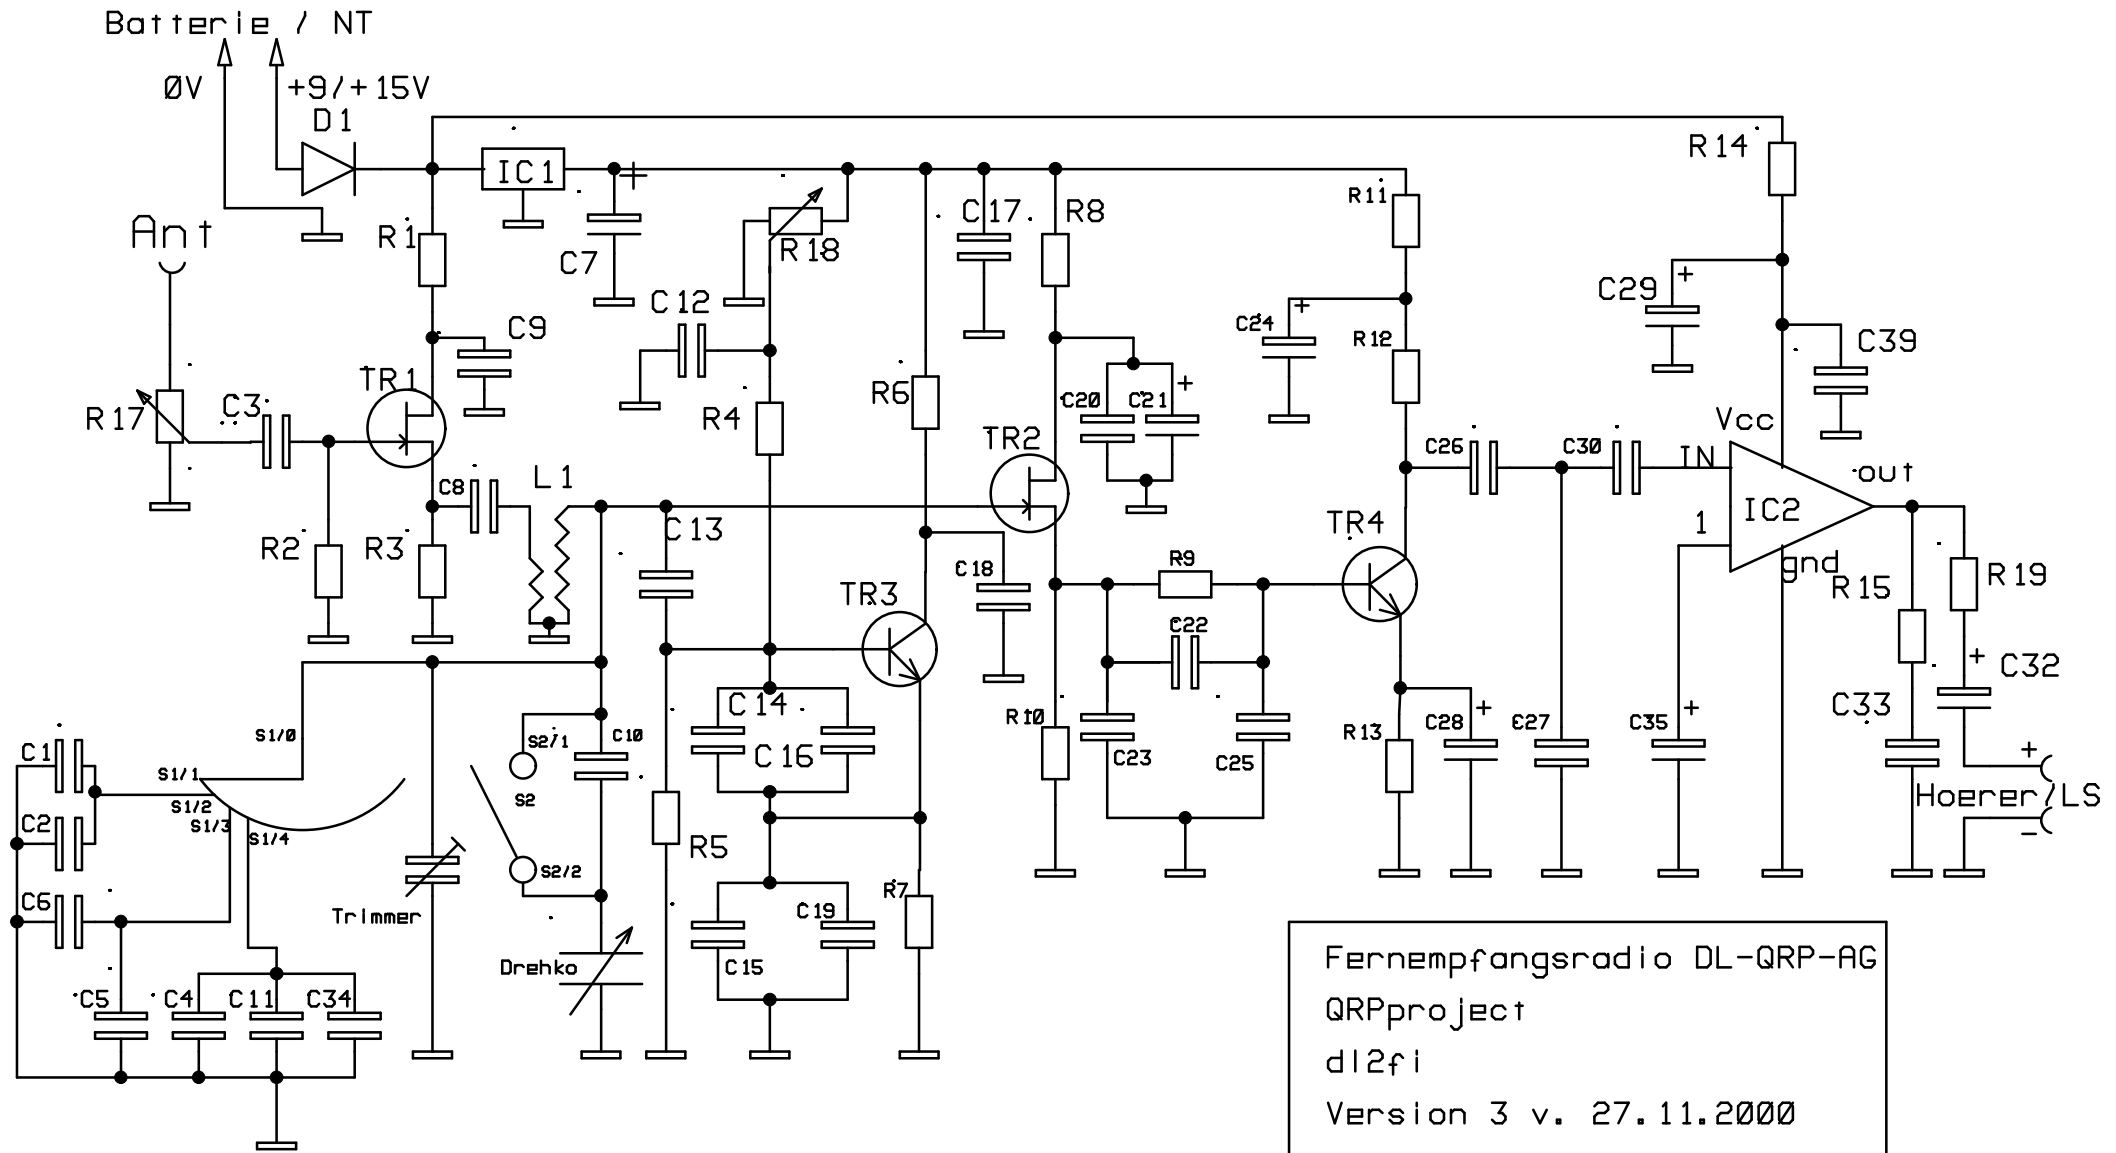 Batterie / NT
0V
+9/+15V
D1
IC1
R14
R11
Ant
R1
C7
R18
C17
R8
C29
C12
C9
C24
R12
C39
TR1
R17
C3
R4
R6
C20
C21
Vcc
TR2
C26
C30
IN
out
C8
L1
C13
IC2
1
TR4
R2
R3
C18
R9
gnd
R15
R19
TR3
C22
C32
C14
R10
C33
S1/0
S2/1
C10
C16
C23
C25
R13
C28
C27
C35
+
C1
S1/1
S1/2
S1/3
S1/4
S2
Hoerer/LS
-
C2
R5
S2/2
C6
Trimmer
R7
C19
Drehko
C15
C5
C4
C11
C34
Fernempfangsradio DL-QRP-AG
QRPproject
dl2fi
Version 3 v. 27.11.2000